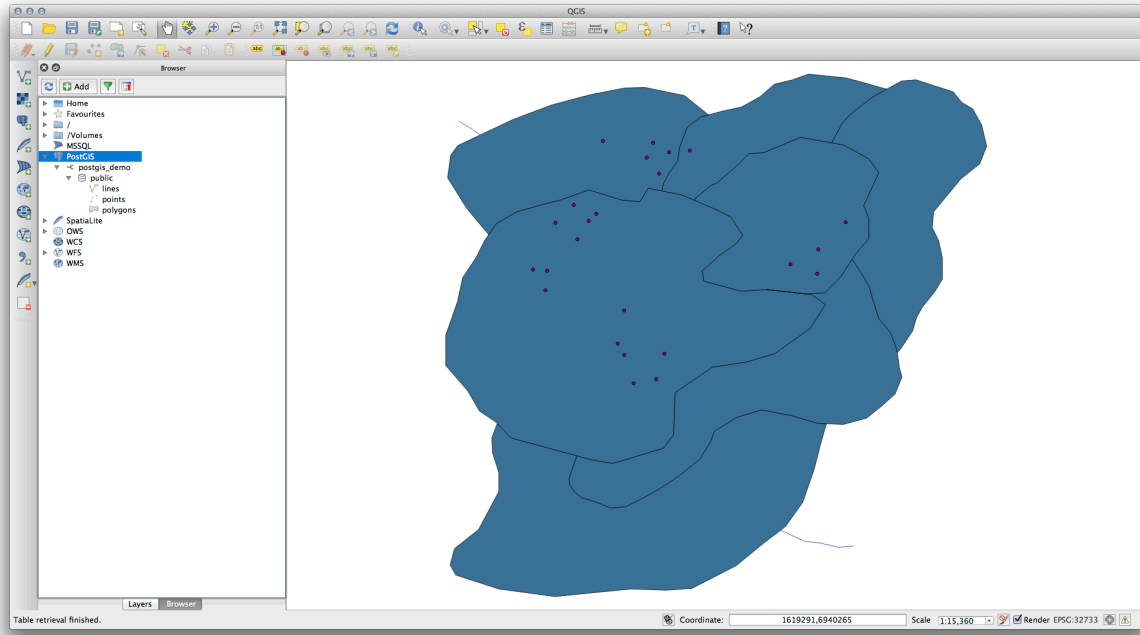 QGIS
Browser
Add
Home
Favourites
/
/Volumes
MSSQL
PostGIS
postgis_demo
public
lines
points
polygons
SpatiaLite
OWS
WCS
WFS
WMS
Layers Browser
Table retrieval finished. Coordinate: 1619291,6940265 Scale 1:15,360 Render EPSG:32733